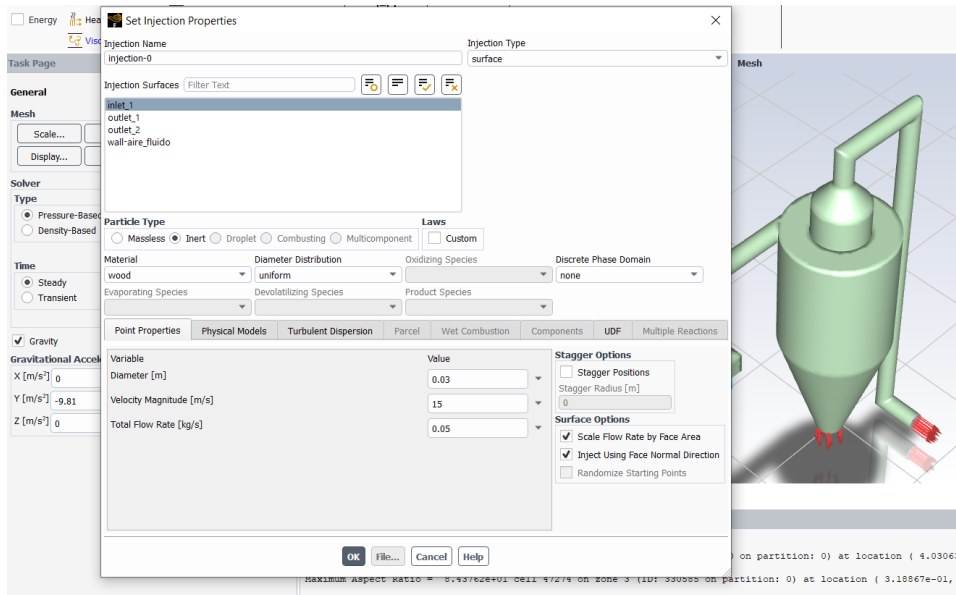 Energy
Hea
Set Injection Properties
Visc
Task Page
Mesh
General
Mesh
Scale...
Display...
Solver
Type
Pressure-Based
Density-Based
Time
Steady
Transient
Gravity
Gravitational Accel
X [m/s²] 0
Y [m/s²] -9.81
Z [m/s²] 0
Injection Name
injection-0
Injection Type
surface
Injection Surfaces Filter Text
inlet_1
outlet_1
outlet_2
wall-aire_fluido
Particle Type
Massless Inert Droplet Combusting Multicomponent
Laws
Custom
Material
wood
Diameter Distribution
uniform
Oxidizing Species
Discrete Phase Domain
none
Evaporating Species
Devolatilizing Species
Product Species
Point Properties Physical Models Turbulent Dispersion Parcel Wet Combustion Components UDF Multiple Reactions
Variable Value
Diameter [m] 0.03
Velocity Magnitude [m/s] 15
Total Flow Rate [kg/s] 0.05
Stagger Options
Stagger Positions
Stagger Radius [m]
0
Surface Options
Scale Flow Rate by Face Area
Inject Using Face Normal Direction
Randomize Starting Points
OK File... Cancel Help
on partition: 0) at location ( 4.0306
Maximum Aspect Ratio = 8.43762e+01 cell 47274 on zone 3 (ID: 330585 on partition: 0) at location ( 3.18867e-01,